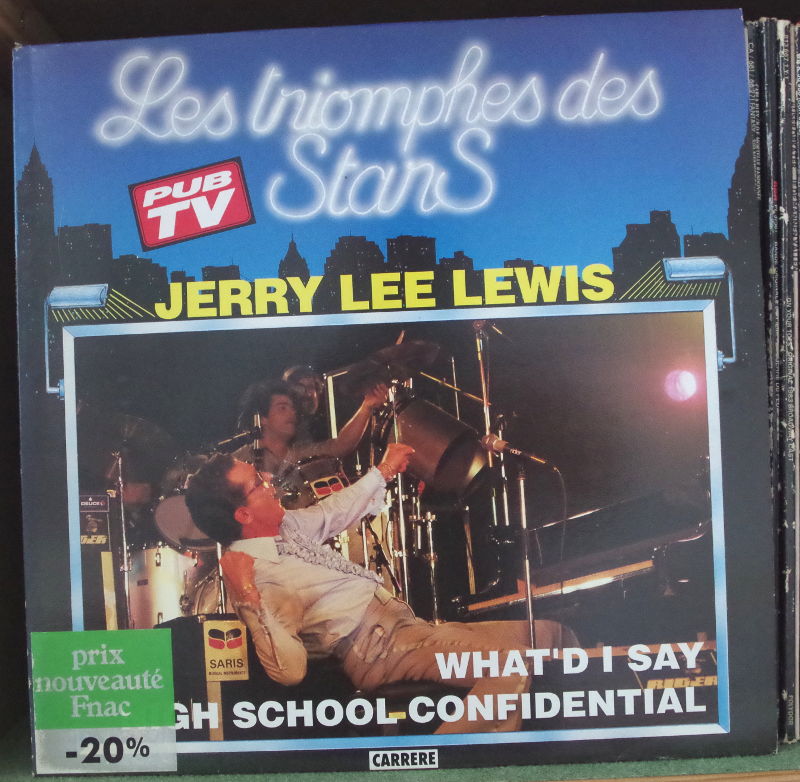 Les triomphes des
Stars
PUB
TV
JERRY LEE LEWIS
SARIS
WHAT'D I SAY
GH SCHOOL-CONFIDENTIAL
prix
nouveauté
Fnac
-20%
CARRERE